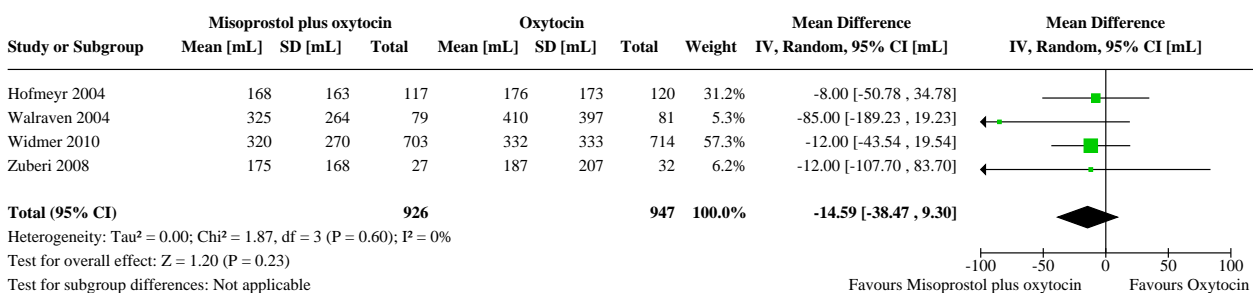 Misoprostol plus oxytocin Oxytocin Mean Difference Mean Difference
Study or Subgroup Mean [mL] SD [mL] Total Mean [mL] SD [mL] Total Weight IV, Random, 95% CI [mL] IV, Random, 95% CI [mL]
Hofmeyr 2004 168 163 117 176 173 120 31.2% -8.00 [-50.78 , 34.78]
Walraven 2004 325 264 79 410 397 81 5.3% -85.00 [-189.23 , 19.23]
Widmer 2010 320 270 703 332 333 714 57.3% -12.00 [-43.54 , 19.54]
Zuberi 2008 175 168 27 187 207 32 6.2% -12.00 [-107.70 , 83.70]
Total (95% CI) 926 947 100.0% -14.59 [-38.47 , 9.30]
Heterogeneity: Tau² = 0.00; Chi² = 1.87, df = 3 (P = 0.60); I² = 0%
Test for overall effect: Z = 1.20 (P = 0.23)
-100 -50 0 50 100
Test for subgroup differences: Not applicable Favours Misoprostol plus oxytocin Favours Oxytocin